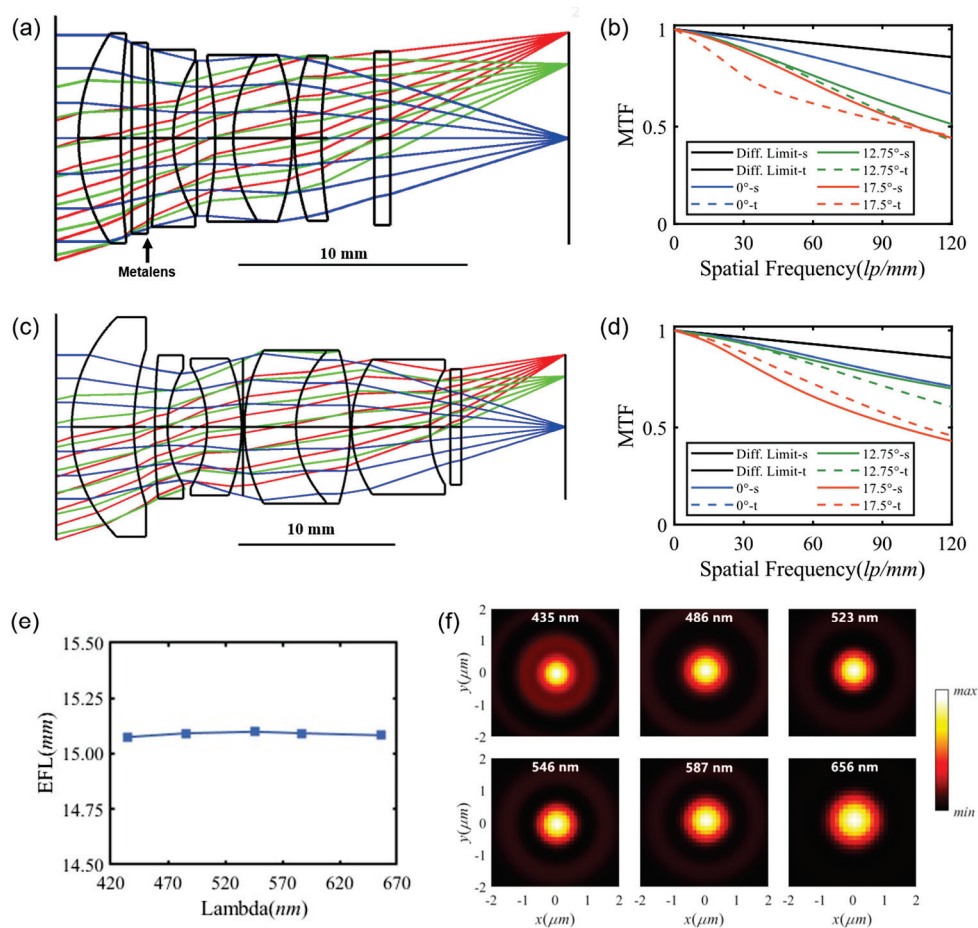 (a)
2
10 mm
Metalens
(b)
MTF
1
0.5
0
Diff. Limit-s
Diff. Limit-t
0°-s
0°-t
12.75°-s
12.75°-t
17.5°-s
17.5°-t
0 30 60 90 120
Spatial Frequency(lp/mm)
(c)
10 mm
(d)
MTF
1
0.5
0
Diff. Limit-s
Diff. Limit-t
0°-s
0°-t
12.75°-s
12.75°-t
17.5°-s
17.5°-t
0 30 60 90 120
Spatial Frequency(lp/mm)
(e)
EFL(mm)
15.50
15.25
15.00
14.75
14.50
420 470 520 570 620 670
Lambda(nm)
(f)
435 nm 486 nm 523 nm
y(μm)
2
1
0
-1
-2
546 nm 587 nm 656 nm
y(μm)
2
1
0
-1
-2
-2 -1 0 1 2 -2 -1 0 1 2 -2 -1 0 1 2
x(μm) x(μm) x(μm)
max
min